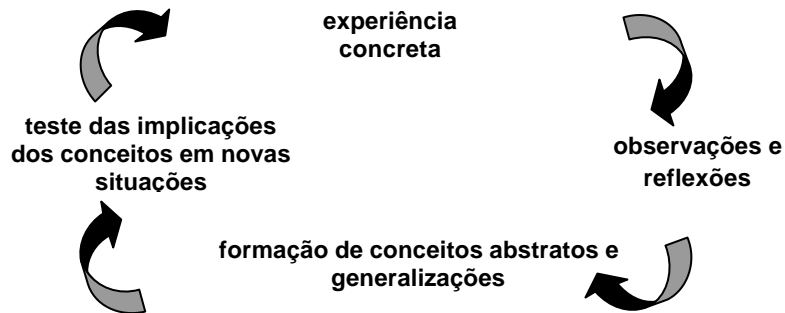 experiência
concreta
observações e
reflexões
formação de conceitos abstratos e
generalizações
teste das implicações
dos conceitos em novas
situações